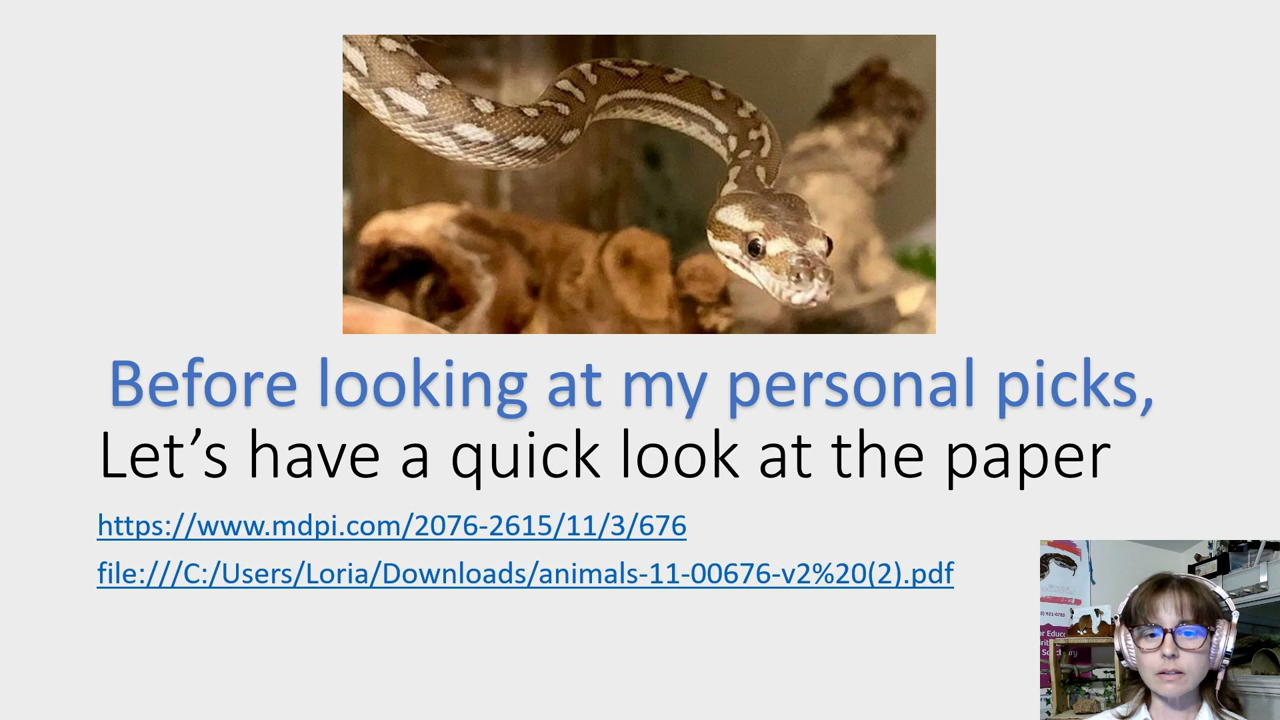 Before looking at my personal picks,
Let’s have a quick look at the paper
https://www.mdpi.com/2076-2615/11/3/676
file:///C:/Users/Loria/Downloads/animals-11-00676-v2%20(2).pdf